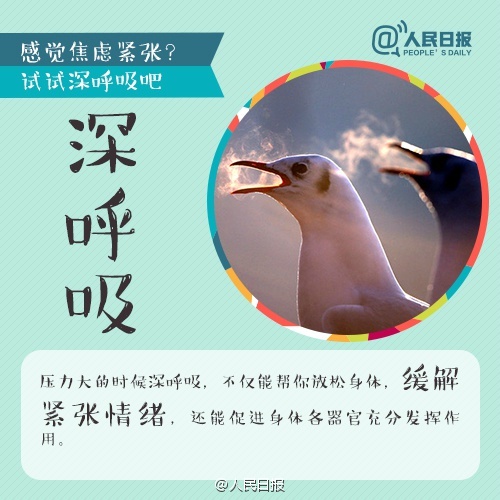 感觉焦虑紧张?
试试深呼吸吧
@人民日报
PEOPLE'S DAILY
深
呼
吸
压力大的时候深呼吸，不仅能帮你放松身体，缓解
紧张情绪，还能促进身体各器官充分发挥作
用。
@人民日报